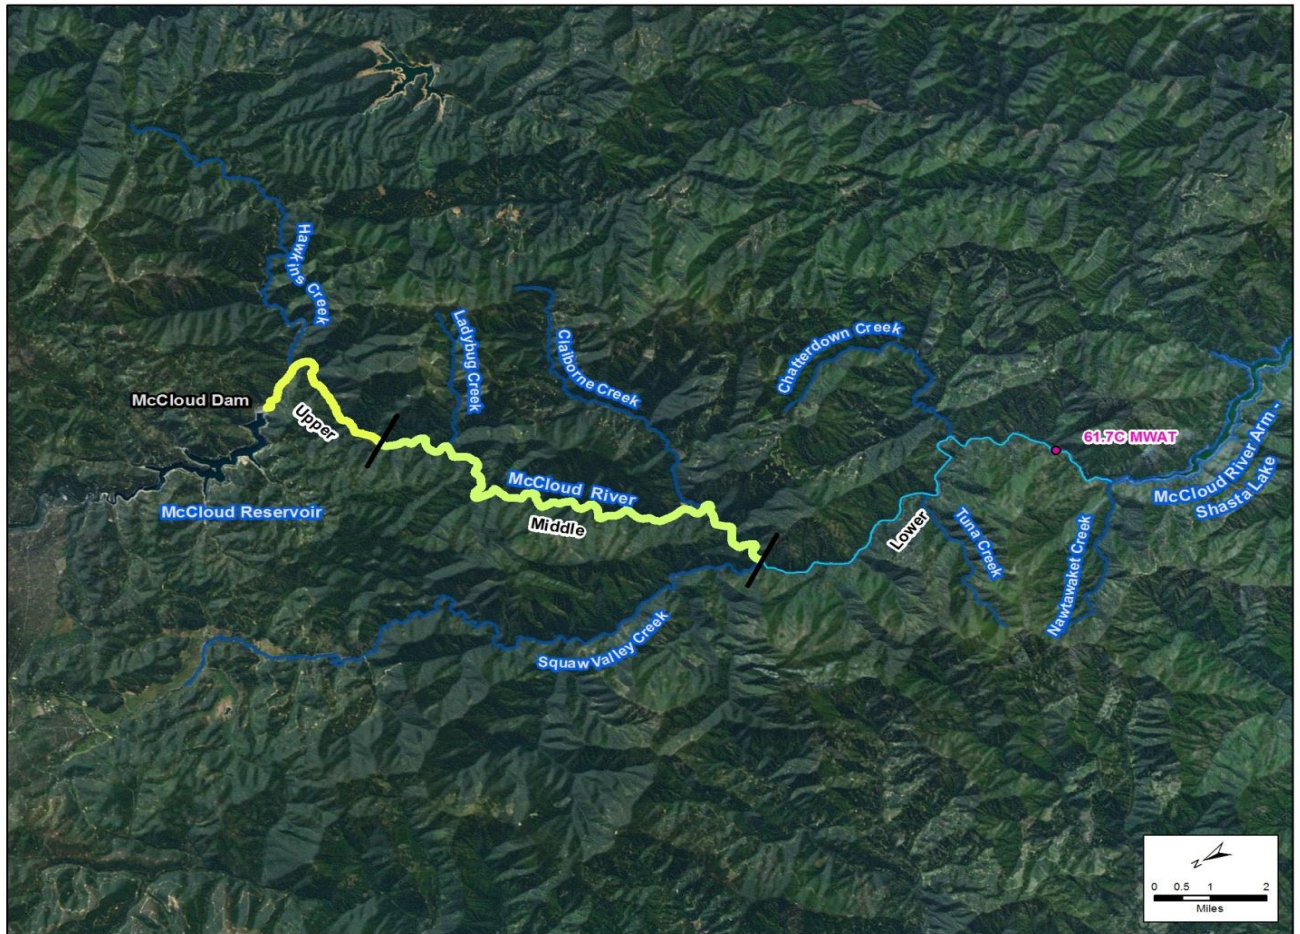 Hawkins Creek
Ladybug Creek
Claiborne Creek
Chatterdown Creek
McCloud Dam
Upper
61.7C MWAT
McCloud River Arm -
Shasta Lake
McCloud Reservoir
McCloud River
Middle
Lower
Tuna Creek
Nawtawaket Creek
Squaw Valley Creek
N
0 0.5 1 2
Miles